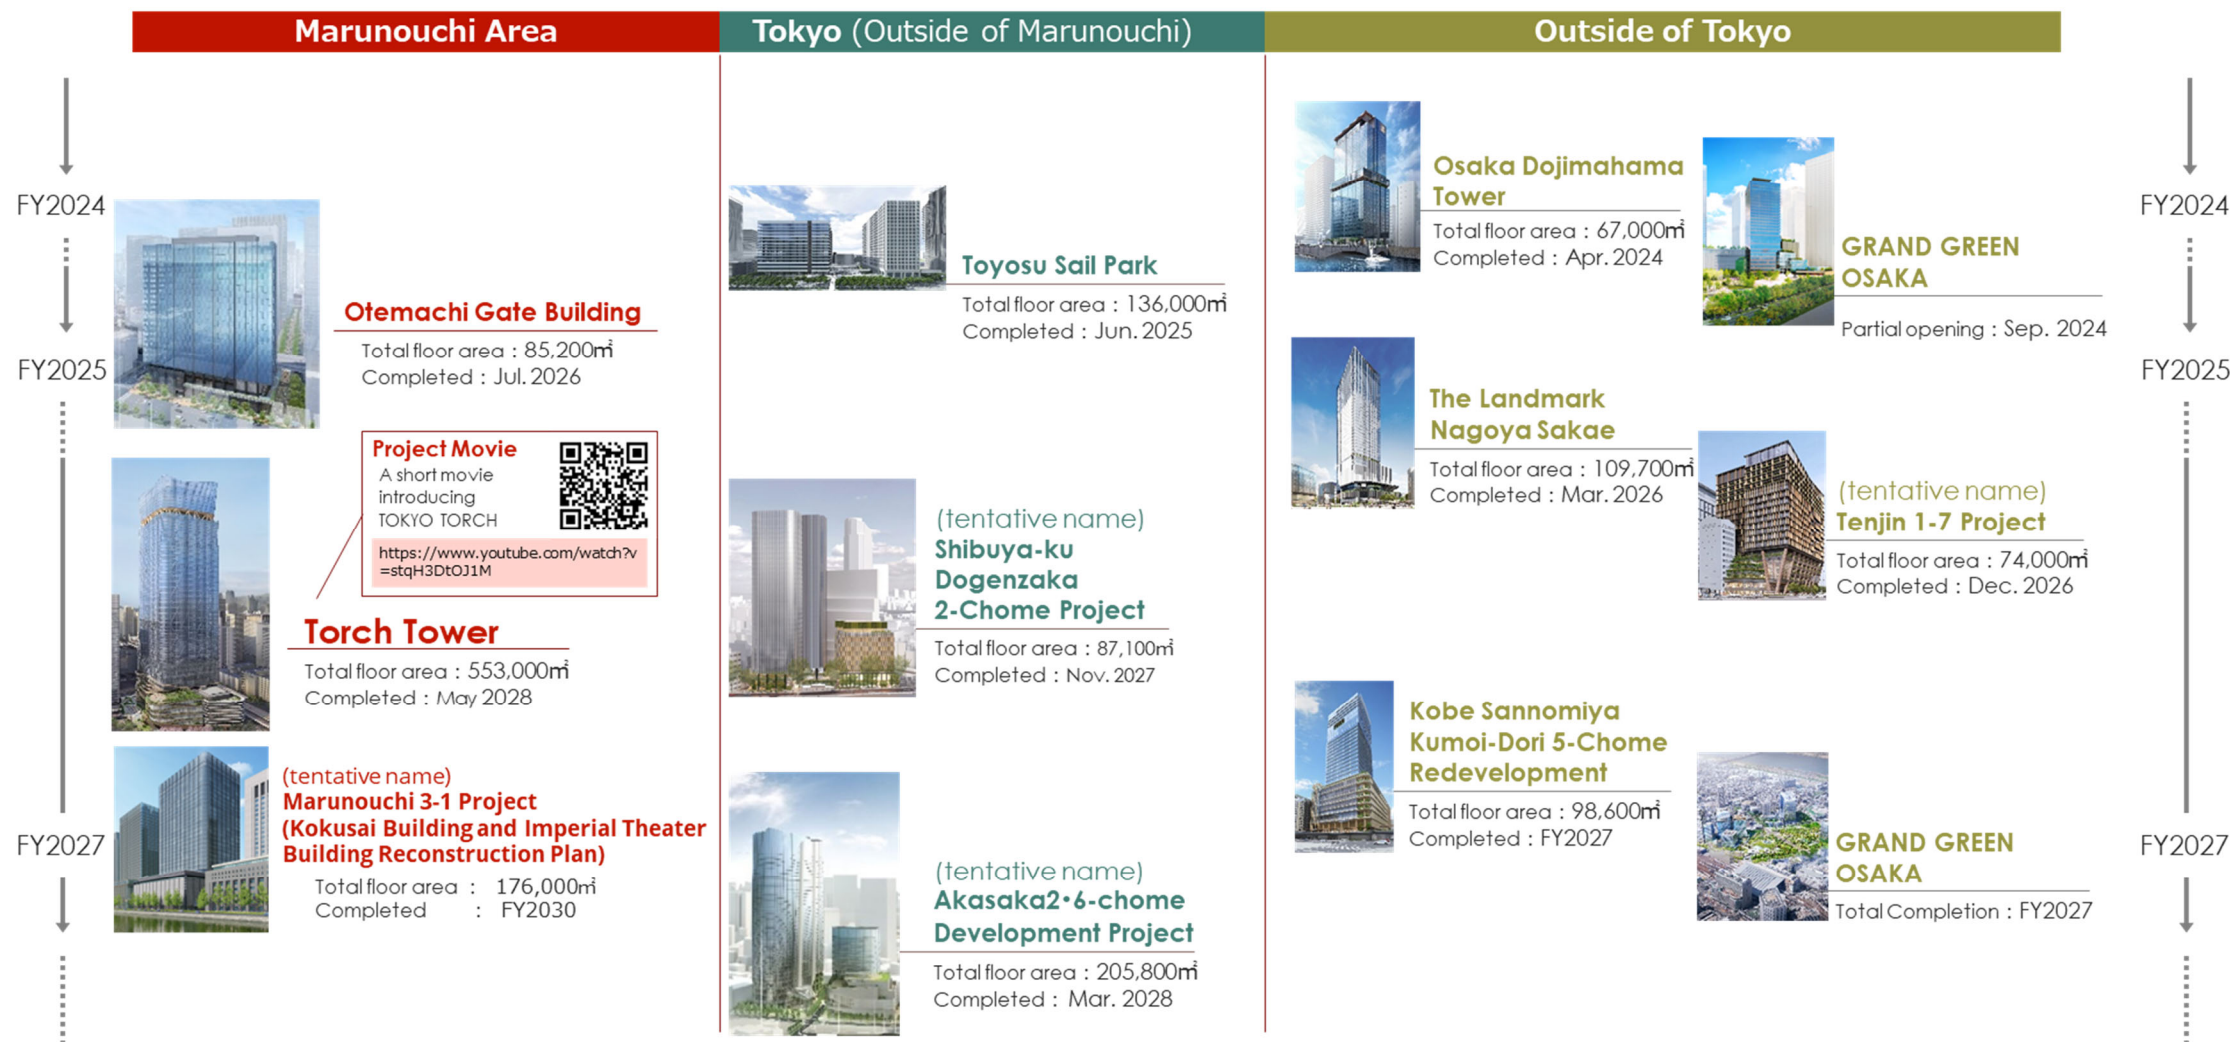 Marunouchi Area
Tokyo (Outside of Marunouchi)
Outside of Tokyo
FY2024
FY2025
FY2027
Otemachi Gate Building
Total floor area : 85,200㎡
Completed : Jul. 2026
Project Movie
A short movie
introducing
TOKYO TORCH
https://www.youtube.com/watch?v
=stqH3DtOJ1M
Torch Tower
Total floor area : 553,000㎡
Completed : May 2028
(tentative name)
Marunouchi 3-1 Project
(Kokusai Building and Imperial Theater
Building Reconstruction Plan)
Total floor area : 176,000㎡
Completed : FY2030
Toyosu Sail Park
Total floor area : 136,000㎡
Completed : Jun. 2025
(tentative name)
Shibuya-ku
Dogenzaka
2-Chome Project
Total floor area : 87,100㎡
Completed : Nov. 2027
(tentative name)
Akasaka2・6-chome
Development Project
Total floor area : 205,800㎡
Completed : Mar. 2028
Osaka Dojimahama
Tower
Total floor area : 67,000㎡
Completed : Apr. 2024
GRAND GREEN
OSAKA
Partial opening : Sep. 2024
The Landmark
Nagoya Sakae
Total floor area : 109,700㎡
Completed : Mar. 2026
(tentative name)
Tenjin 1-7 Project
Total floor area : 74,000㎡
Completed : Dec. 2026
Kobe Sannomiya
Kumoi-Dori 5-Chome
Redevelopment
Total floor area : 98,600㎡
Completed : FY2027
GRAND GREEN
OSAKA
Total Completion : FY2027
FY2024
FY2025
FY2027